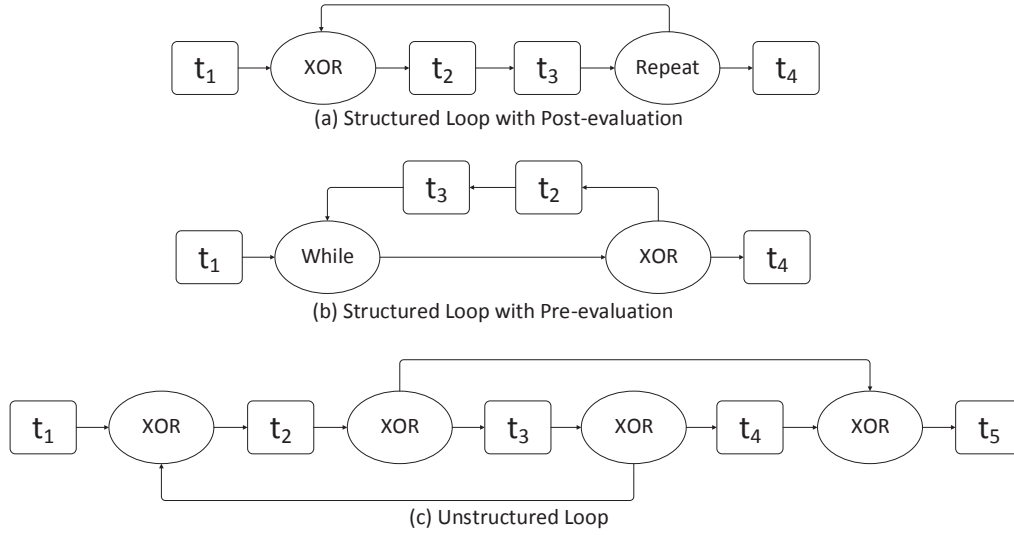 t₁ XOR t₂ t₃ Repeat t₄
(a) Structured Loop with Post-evaluation
t₃ t₂
t₁ While XOR t₄
(b) Structured Loop with Pre-evaluation
t₁ XOR t₂ XOR t₃ XOR t₄ XOR t₅
(c) Unstructured Loop